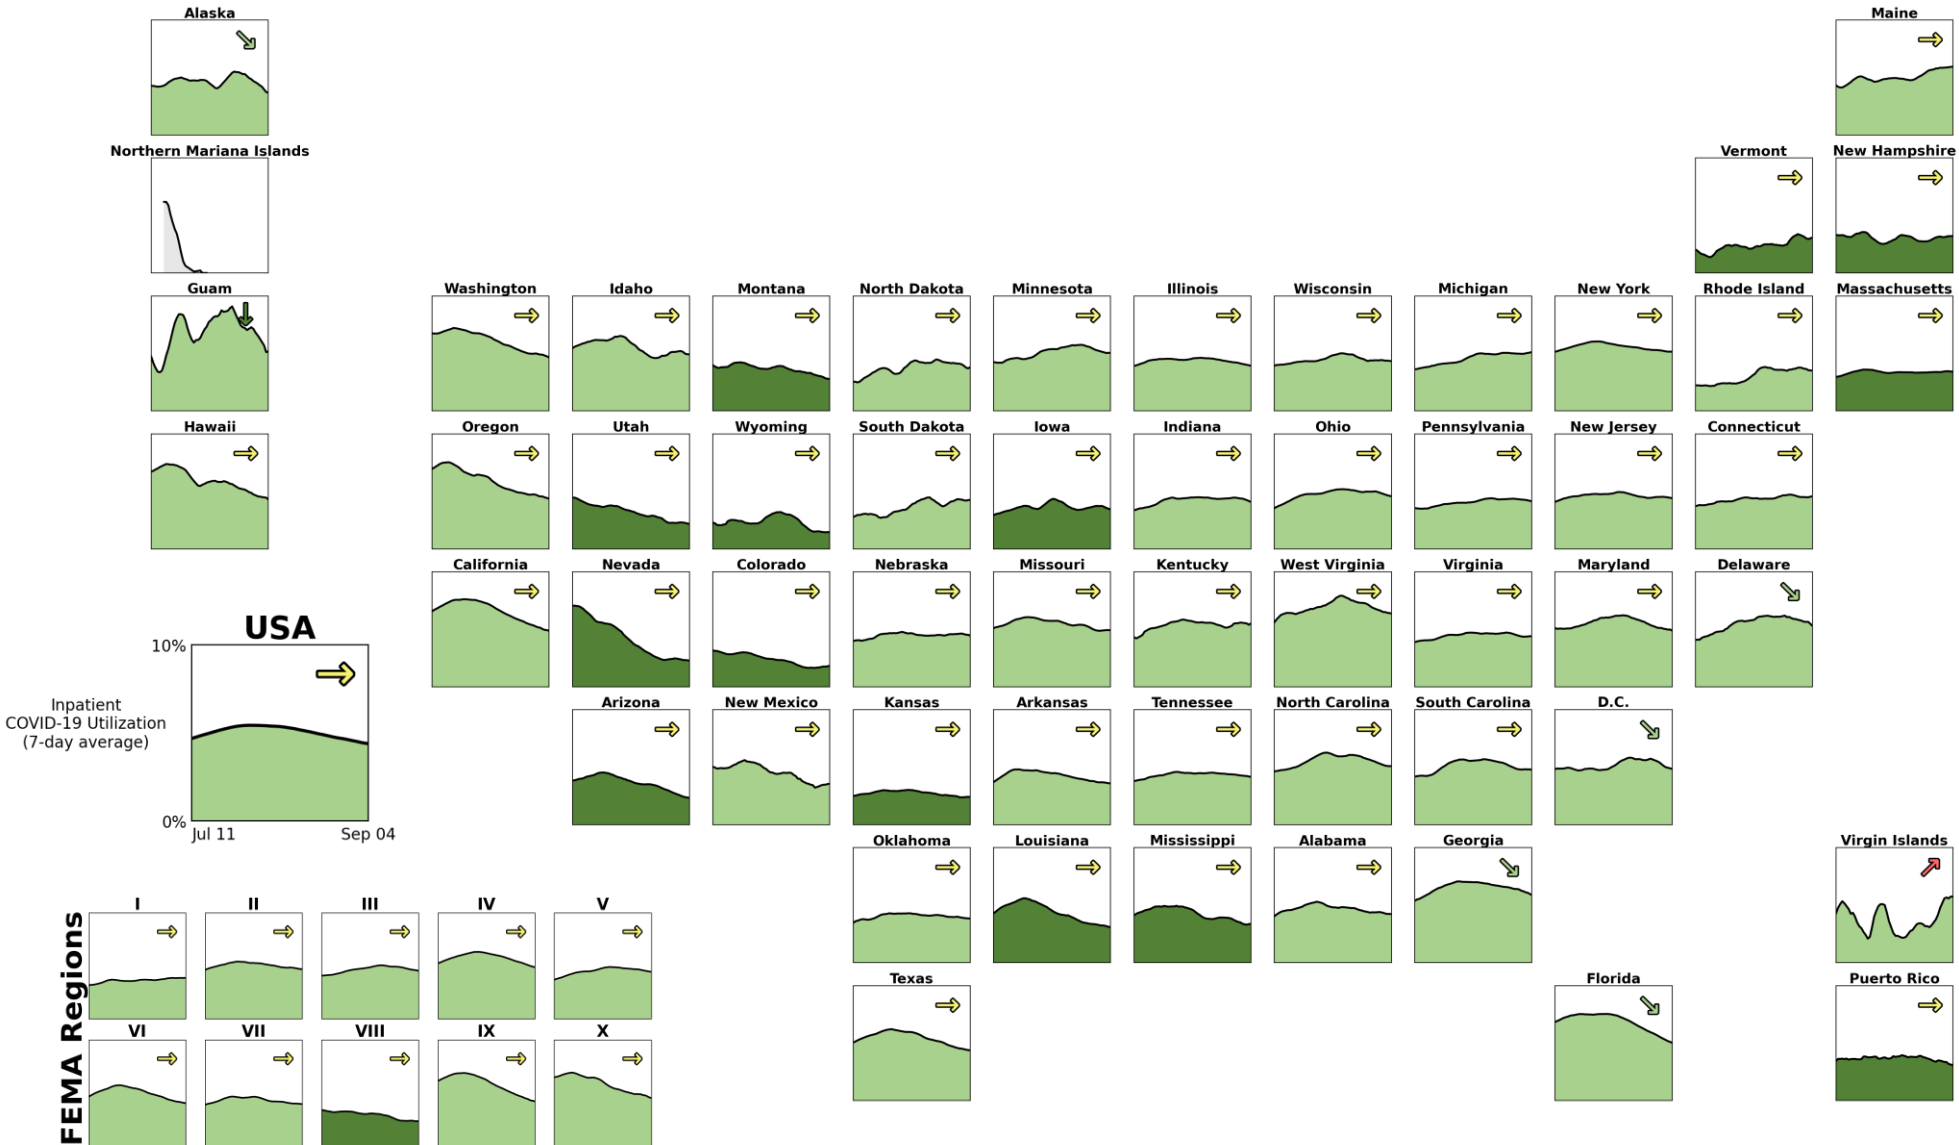 Alaska
Maine
Northern Mariana Islands
Vermont
New Hampshire
Guam
Washington
Idaho
Montana
North Dakota
Minnesota
Illinois
Wisconsin
Michigan
New York
Rhode Island
Massachusetts
Hawaii
Oregon
Utah
Wyoming
South Dakota
Iowa
Indiana
Ohio
Pennsylvania
New Jersey
Connecticut
California
Nevada
Colorado
Nebraska
Missouri
Kentucky
West Virginia
Virginia
Maryland
Delaware
USA
10%
Inpatient
COVID-19 Utilization
(7-day average)
0%
Jul 11
Sep 04
Arizona
New Mexico
Kansas
Arkansas
Tennessee
North Carolina
South Carolina
D.C.
Oklahoma
Louisiana
Mississippi
Alabama
Georgia
Virgin Islands
Texas
Florida
Puerto Rico
FEMA Regions
I
II
III
IV
V
VI
VII
VIII
IX
X